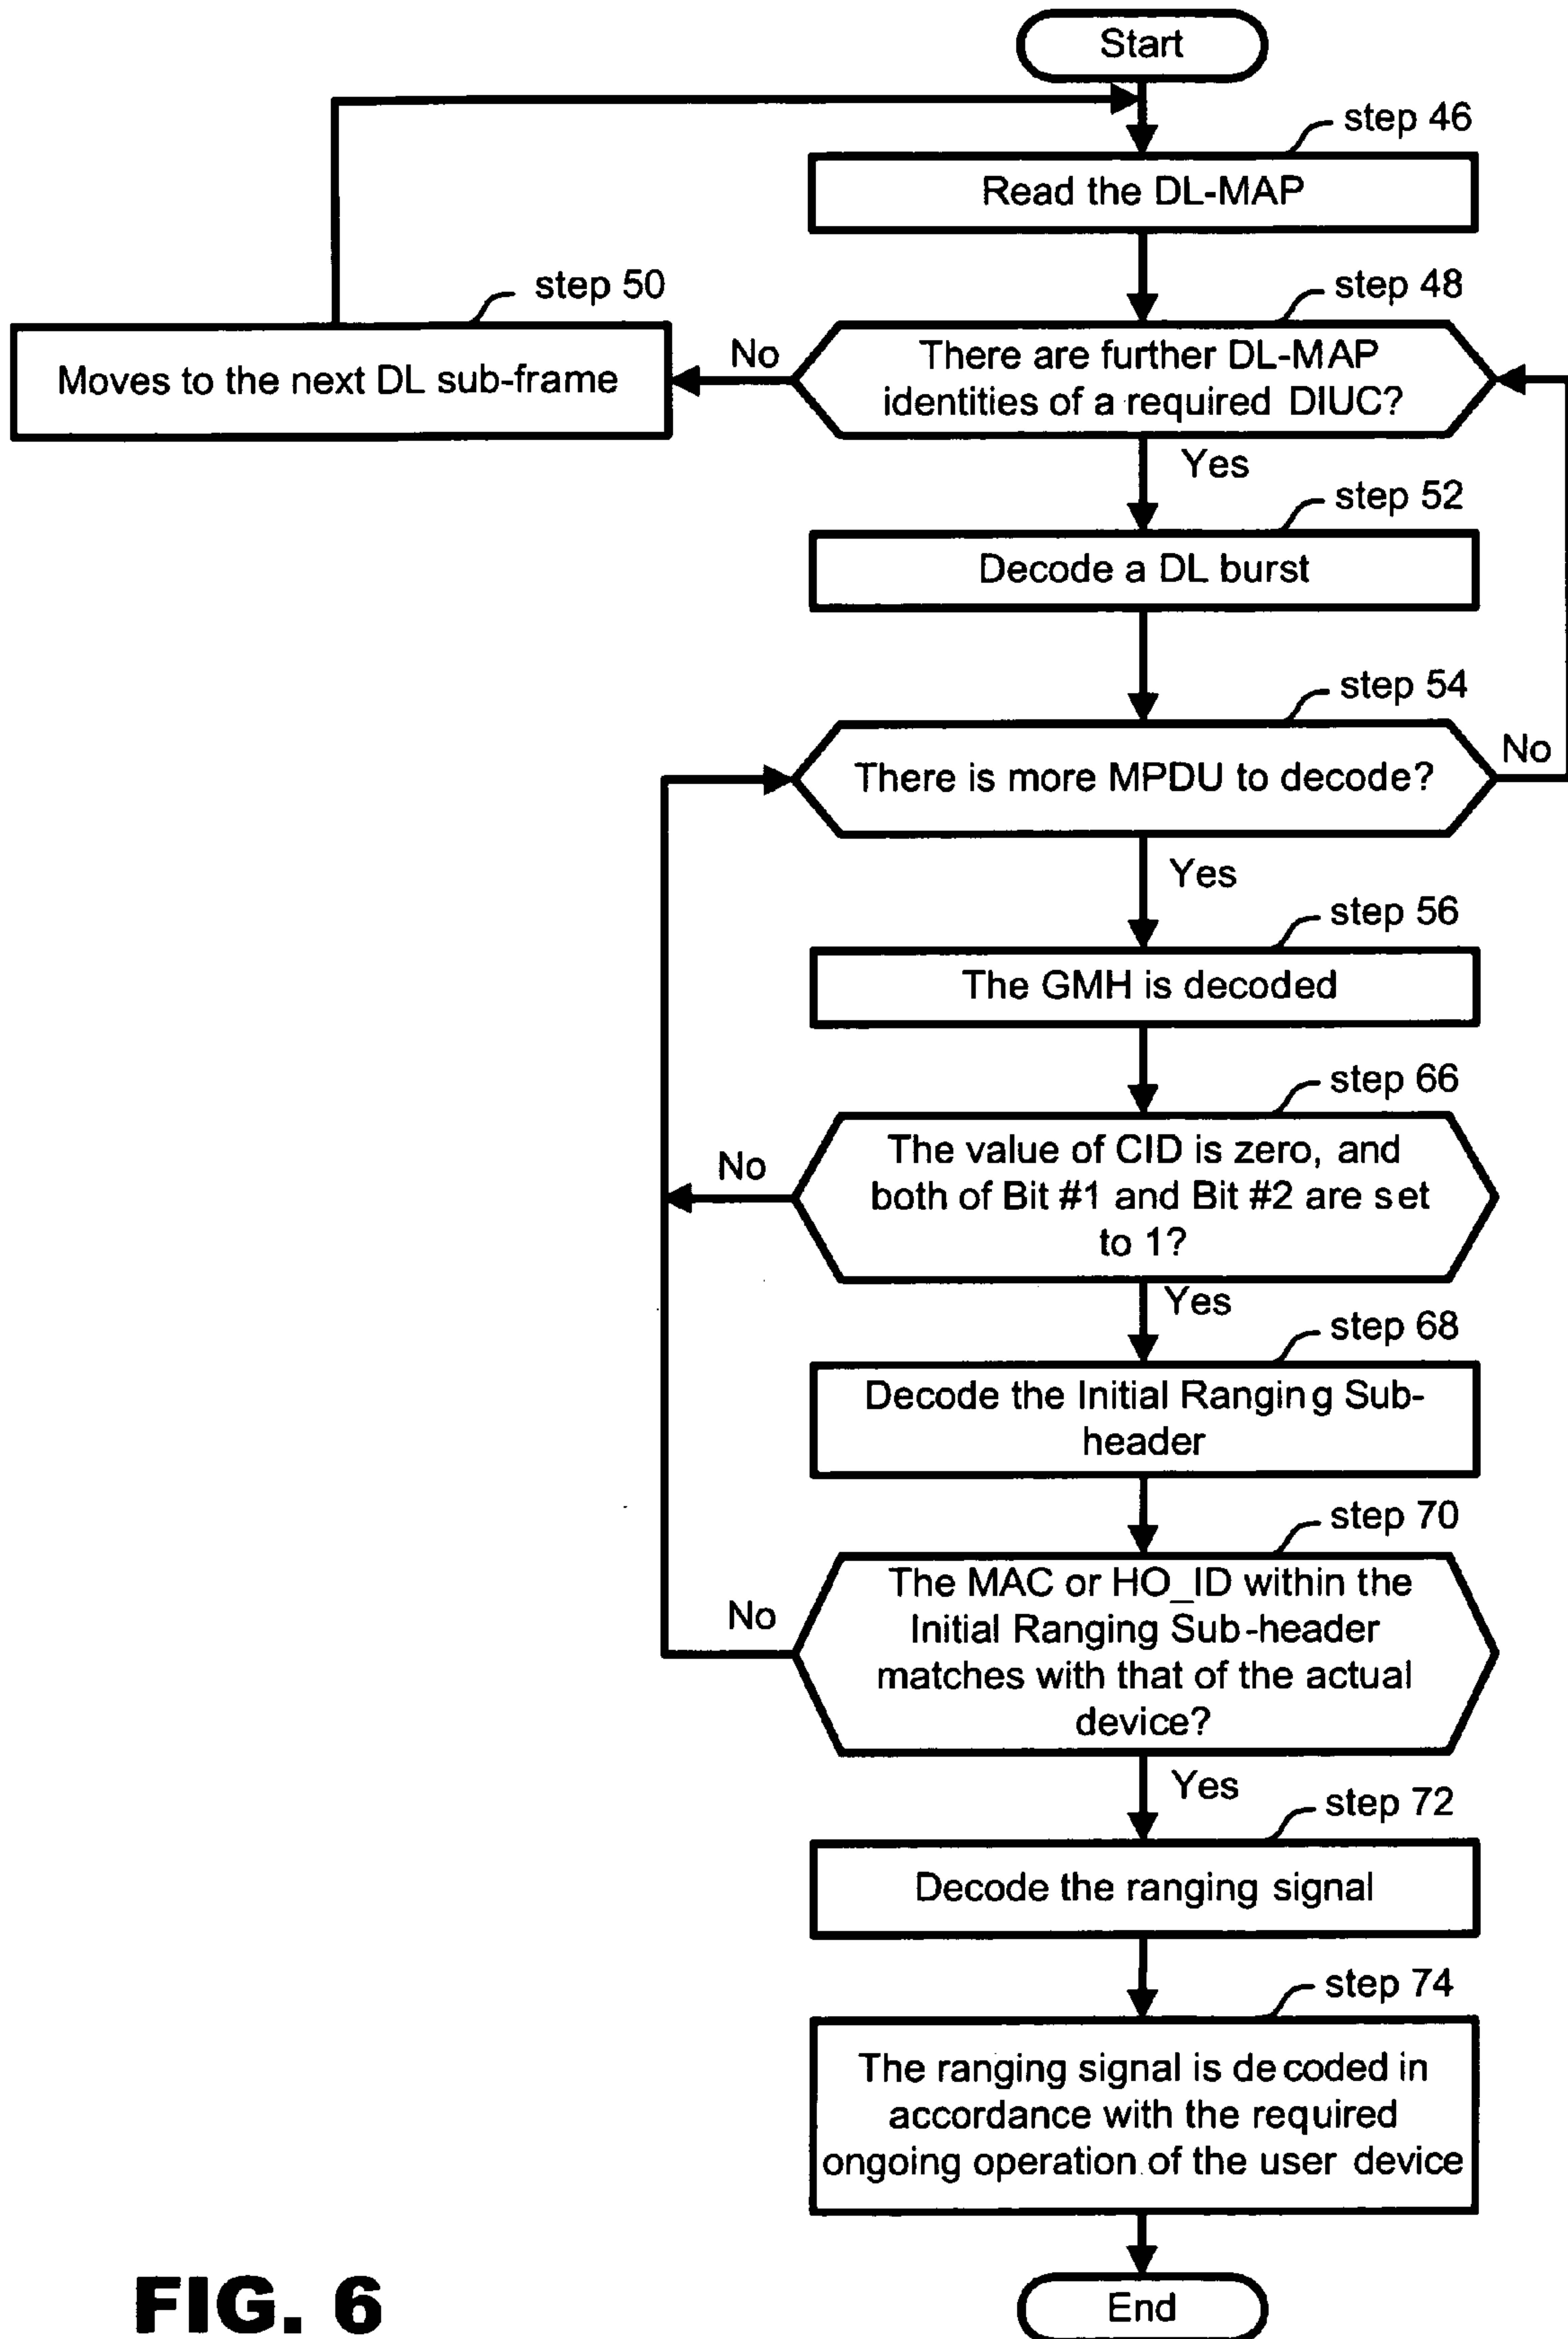 Start
step 46
Read the DL-MAP
step 50
Moves to the next DL sub-frame
step 48
No
There are further DL-MAP
identities of a required DIUC?
Yes
step 52
Decode a DL burst
step 54
There is more MPDU to decode?
No
Yes
step 56
The GMH is decoded
step 66
No
The value of CID is zero, and
both of Bit #1 and Bit #2 are set
to 1?
Yes
step 68
Decode the Initial Ranging Sub-
header
step 70
No
The MAC or HO_ID within the
Initial Ranging Sub-header
matches with that of the actual
device?
Yes
step 72
Decode the ranging signal
step 74
The ranging signal is decoded in
accordance with the required
ongoing operation of the user device
End
FIG. 6